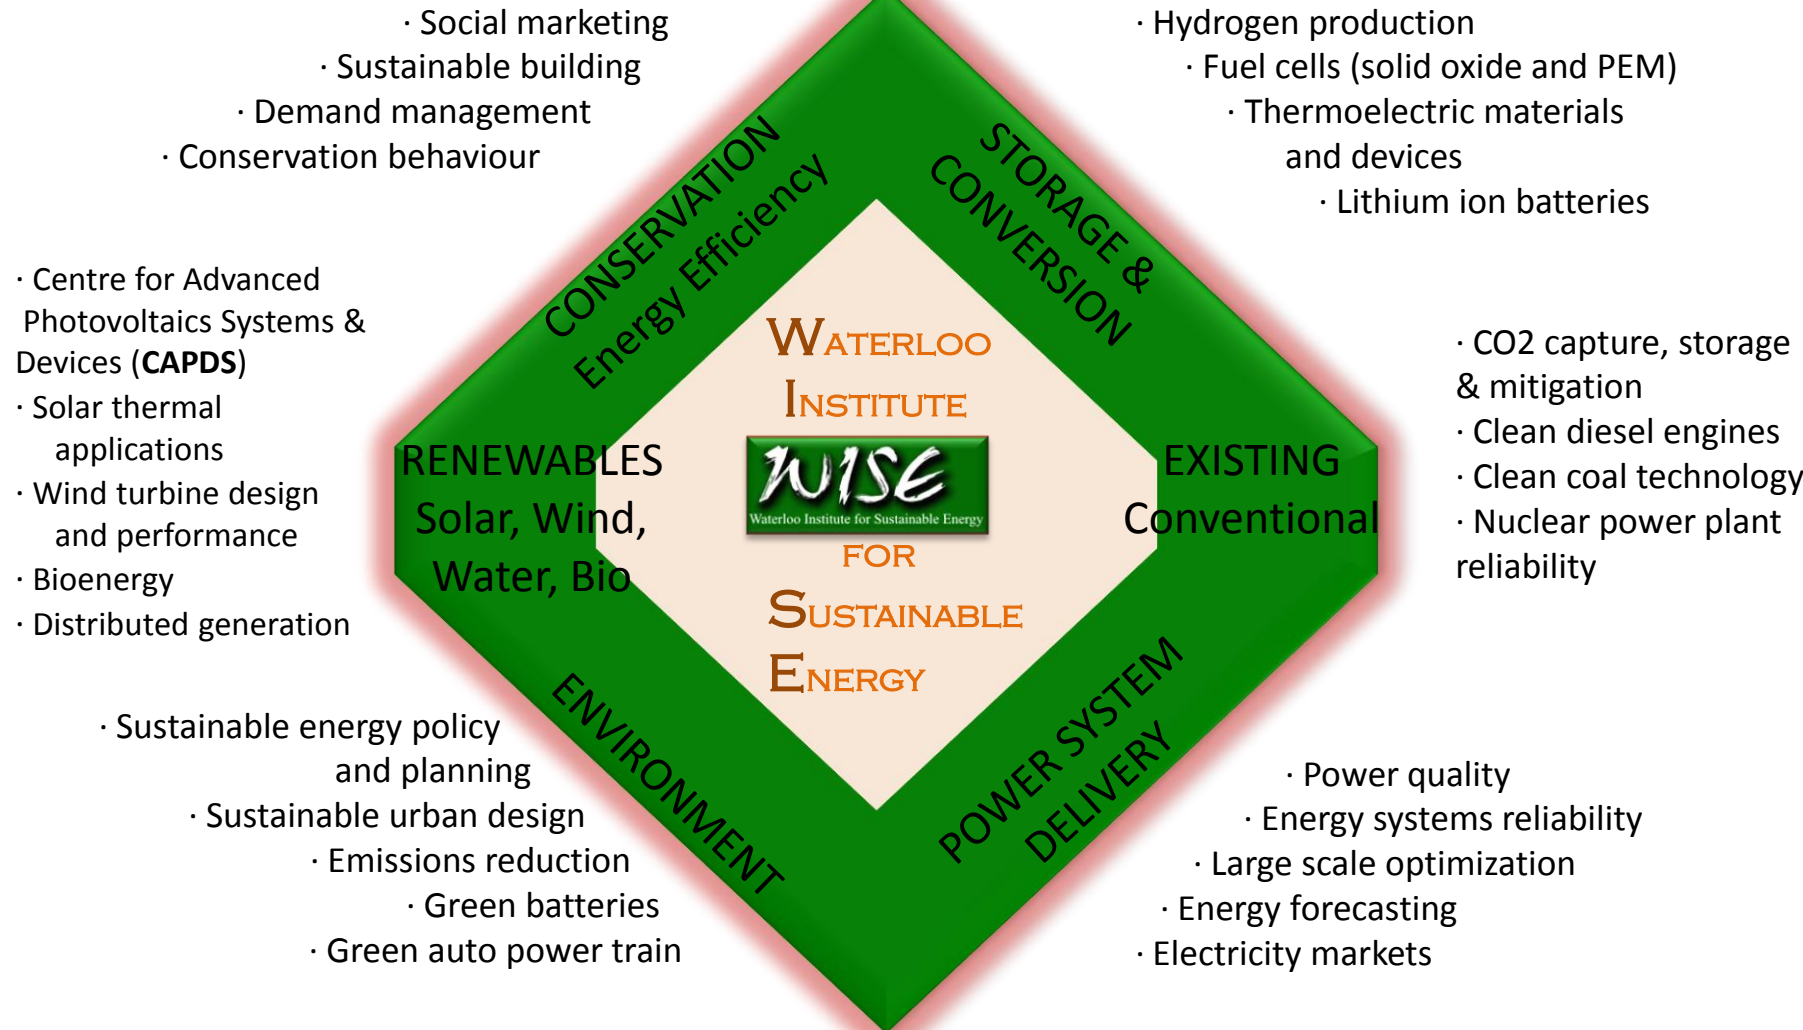 · Social marketing
· Sustainable building
· Demand management
· Conservation behaviour
· Hydrogen production
· Fuel cells (solid oxide and PEM)
· Thermoelectric materials
and devices
· Lithium ion batteries
CONSERVATION
Energy Efficiency
STORAGE &
CONVERSION
· Centre for Advanced
Photovoltaics Systems &
Devices (CAPDS)
· Solar thermal
applications
· Wind turbine design
and performance
· Bioenergy
· Distributed generation
RENEWABLES
Solar, Wind,
Water, Bio
WATERLOO
INSTITUTE
WISE
Waterloo Institute for Sustainable Energy
FOR
SUSTAINABLE
ENERGY
EXISTING
Conventional
· CO2 capture, storage
& mitigation
· Clean diesel engines
· Clean coal technology
· Nuclear power plant
reliability
ENVIRONMENT
POWER SYSTEM
DELIVERY
· Sustainable energy policy
and planning
· Sustainable urban design
· Emissions reduction
· Green batteries
· Green auto power train
· Power quality
· Energy systems reliability
· Large scale optimization
· Energy forecasting
· Electricity markets